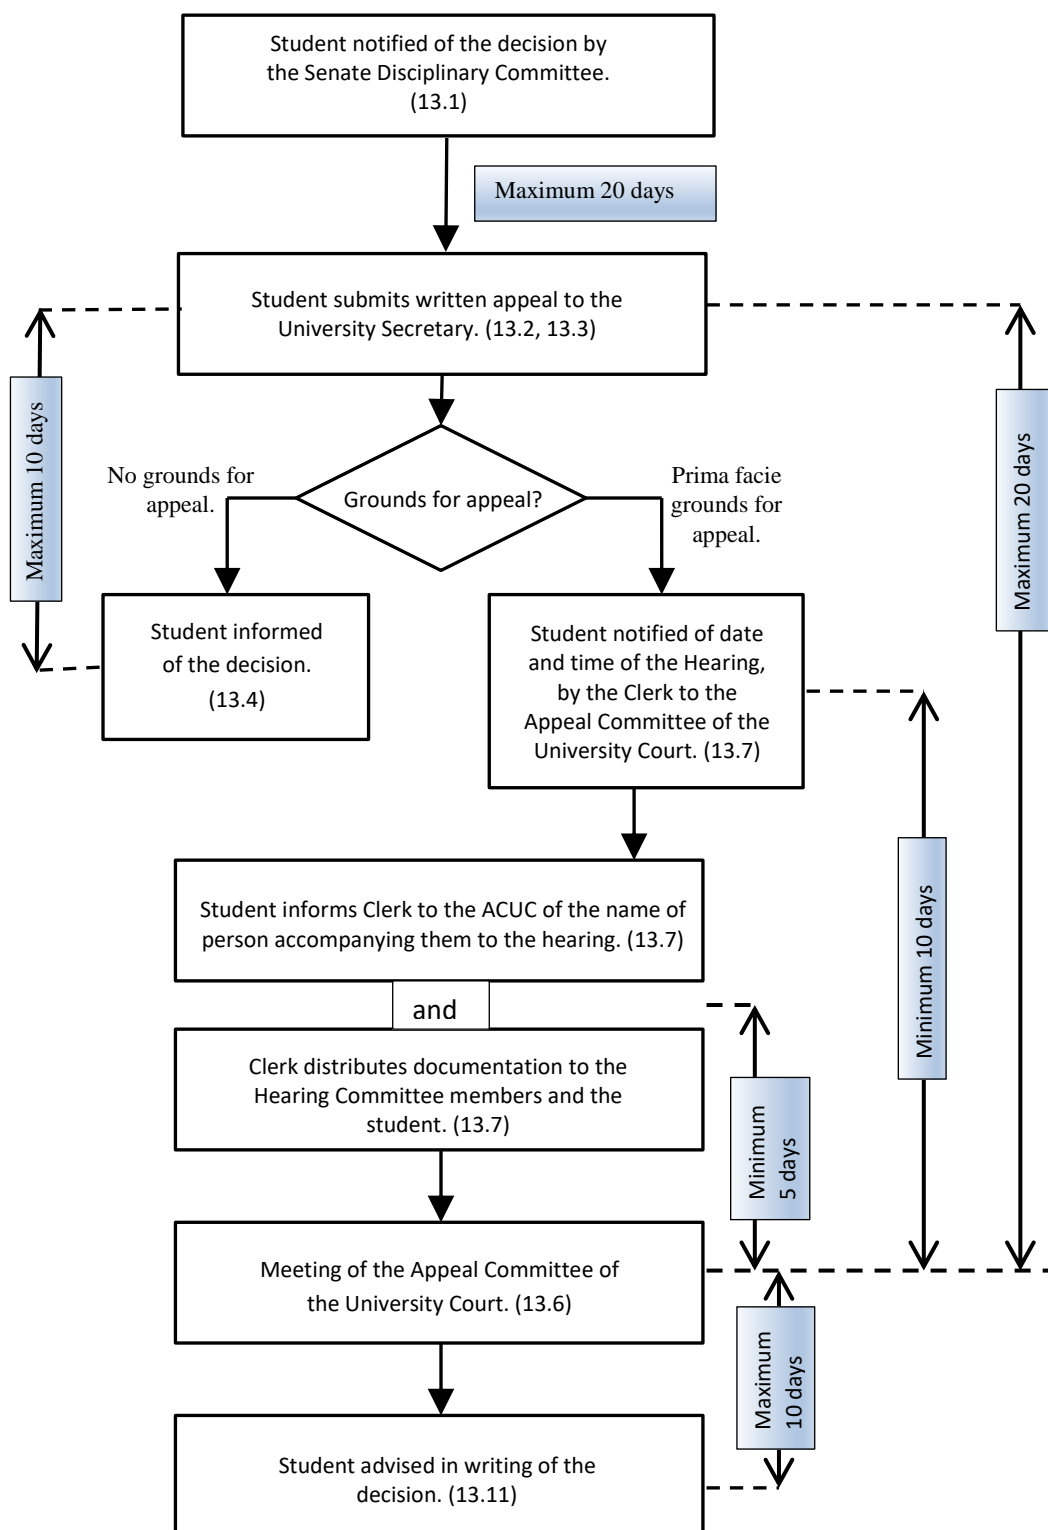 Student notified of the decision by
the Senate Disciplinary Committee.
(13.1)
Maximum 20 days
Student submits written appeal to the
University Secretary. (13.2, 13.3)
Maximum 10 days
No grounds for
appeal.
Grounds for appeal?
Prima facie
grounds for
appeal.
Maximum 20 days
Student informed
of the decision.
(13.4)
Student notified of date
and time of the Hearing,
by the Clerk to the
Appeal Committee of the
University Court. (13.7)
Minimum 10 days
Student informs Clerk to the ACUC of the name of
person accompanying them to the hearing. (13.7)
and
Clerk distributes documentation to the
Hearing Committee members and the
student. (13.7)
Minimum
5 days
Meeting of the Appeal Committee of
the University Court. (13.6)
Maximum
10 days
Student advised in writing of the
decision. (13.11)